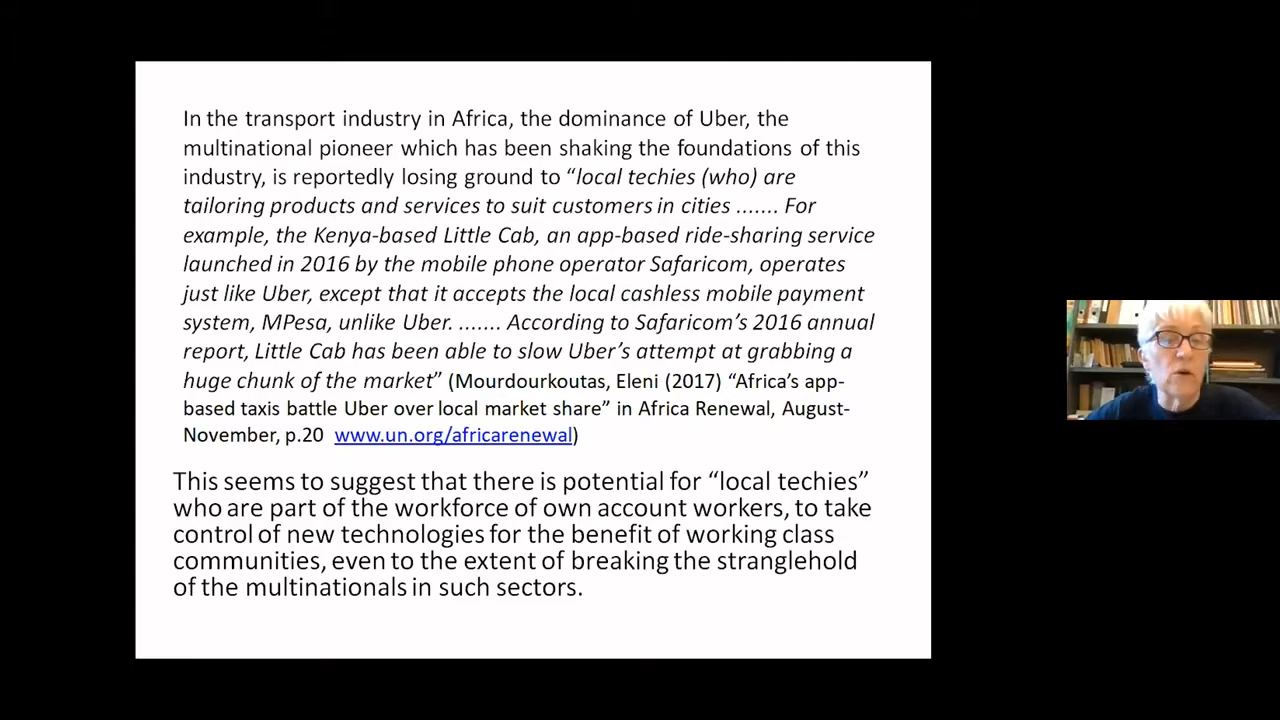 In the transport industry in Africa, the dominance of Uber, the
multinational pioneer which has been shaking the foundations of this
industry, is reportedly losing ground to “local techies (who) are
tailoring products and services to suit customers in cities ....... For
example, the Kenya-based Little Cab, an app-based ride-sharing service
launched in 2016 by the mobile phone operator Safaricom, operates
just like Uber, except that it accepts the local cashless mobile payment
system, MPesa, unlike Uber. ....... According to Safaricom’s 2016 annual
report, Little Cab has been able to slow Uber’s attempt at grabbing a
huge chunk of the market” (Mourdourkoutas, Eleni (2017) “Africa’s app-
based taxis battle Uber over local market share” in Africa Renewal, August-
November, p.20 www.un.org/africarenewal)
This seems to suggest that there is potential for “local techies”
who are part of the workforce of own account workers, to take
control of new technologies for the benefit of working class
communities, even to the extent of breaking the stranglehold
of the multinationals in such sectors.